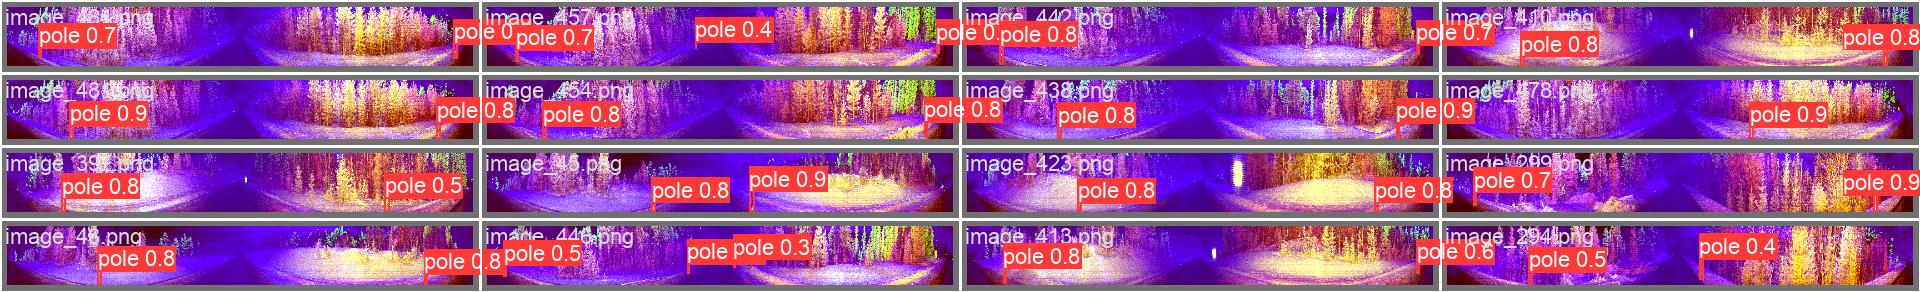 pole 0.7
image_457.png
pole 0.7
pole 0.4
image_442.png
pole 0.8
pole 0.7
image_410.png
pole 0.8
pole 0.8
pole 0.9
pole 0.8
image_454.png
pole 0.8
pole 0.8
image_438.png
pole 0.8
pole 0.9
image_478.png
pole 0.9
pole 0.8
pole 0.5
image_45.png
pole 0.8
pole 0.9
image_423.png
pole 0.8
pole 0.8
image_299.png
pole 0.7
pole 0.9
image_48.png
pole 0.8
pole 0.8
pole 0.5
pole
pole 0.3
image_413.png
pole 0.8
pole 0.6
image_294.png
pole 0.5
pole 0.4